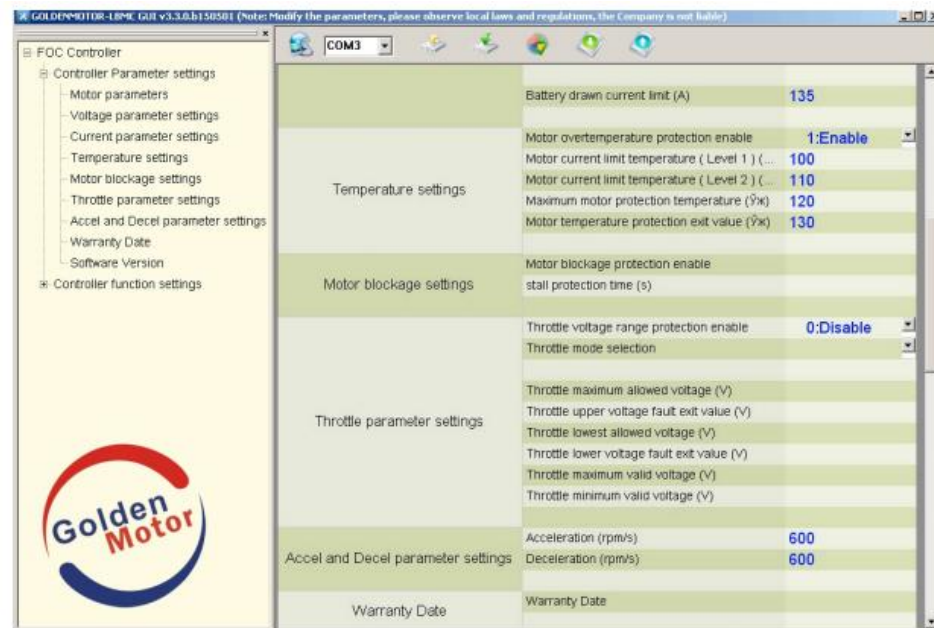 GOLDENMOTOR-LBMC GUI v3.3.0.b150501 (Note: Modify the parameters, please observe local laws and regulations, the Company is not liable)
COM3
FOC Controller
Controller Parameter settings
Motor parameters
Voltage parameter settings
Current parameter settings
Temperature settings
Motor blockage settings
Throttle parameter settings
Accel and Decel parameter settings
Warranty Date
Software Version
Controller function settings
Golden
Motor
Battery drawn current limit (A) 135
Temperature settings
Motor overtemperature protection enable 1:Enable
Motor current limit temperature ( Level 1 ) (... 100
Motor current limit temperature ( Level 2 ) (... 110
Maximum motor protection temperature (Ўж) 120
Motor temperature protection exit value (Ўж) 130
Motor blockage settings
Motor blockage protection enable
stall protection time (s)
Throttle parameter settings
Throttle voltage range protection enable 0:Disable
Throttle mode selection
Throttle maximum allowed voltage (V)
Throttle upper voltage fault exit value (V)
Throttle lowest allowed voltage (V)
Throttle lower voltage fault exit value (V)
Throttle maximum valid voltage (V)
Throttle minimum valid voltage (V)
Accel and Decel parameter settings
Acceleration (rpm/s) 600
Deceleration (rpm/s) 600
Warranty Date
Warranty Date